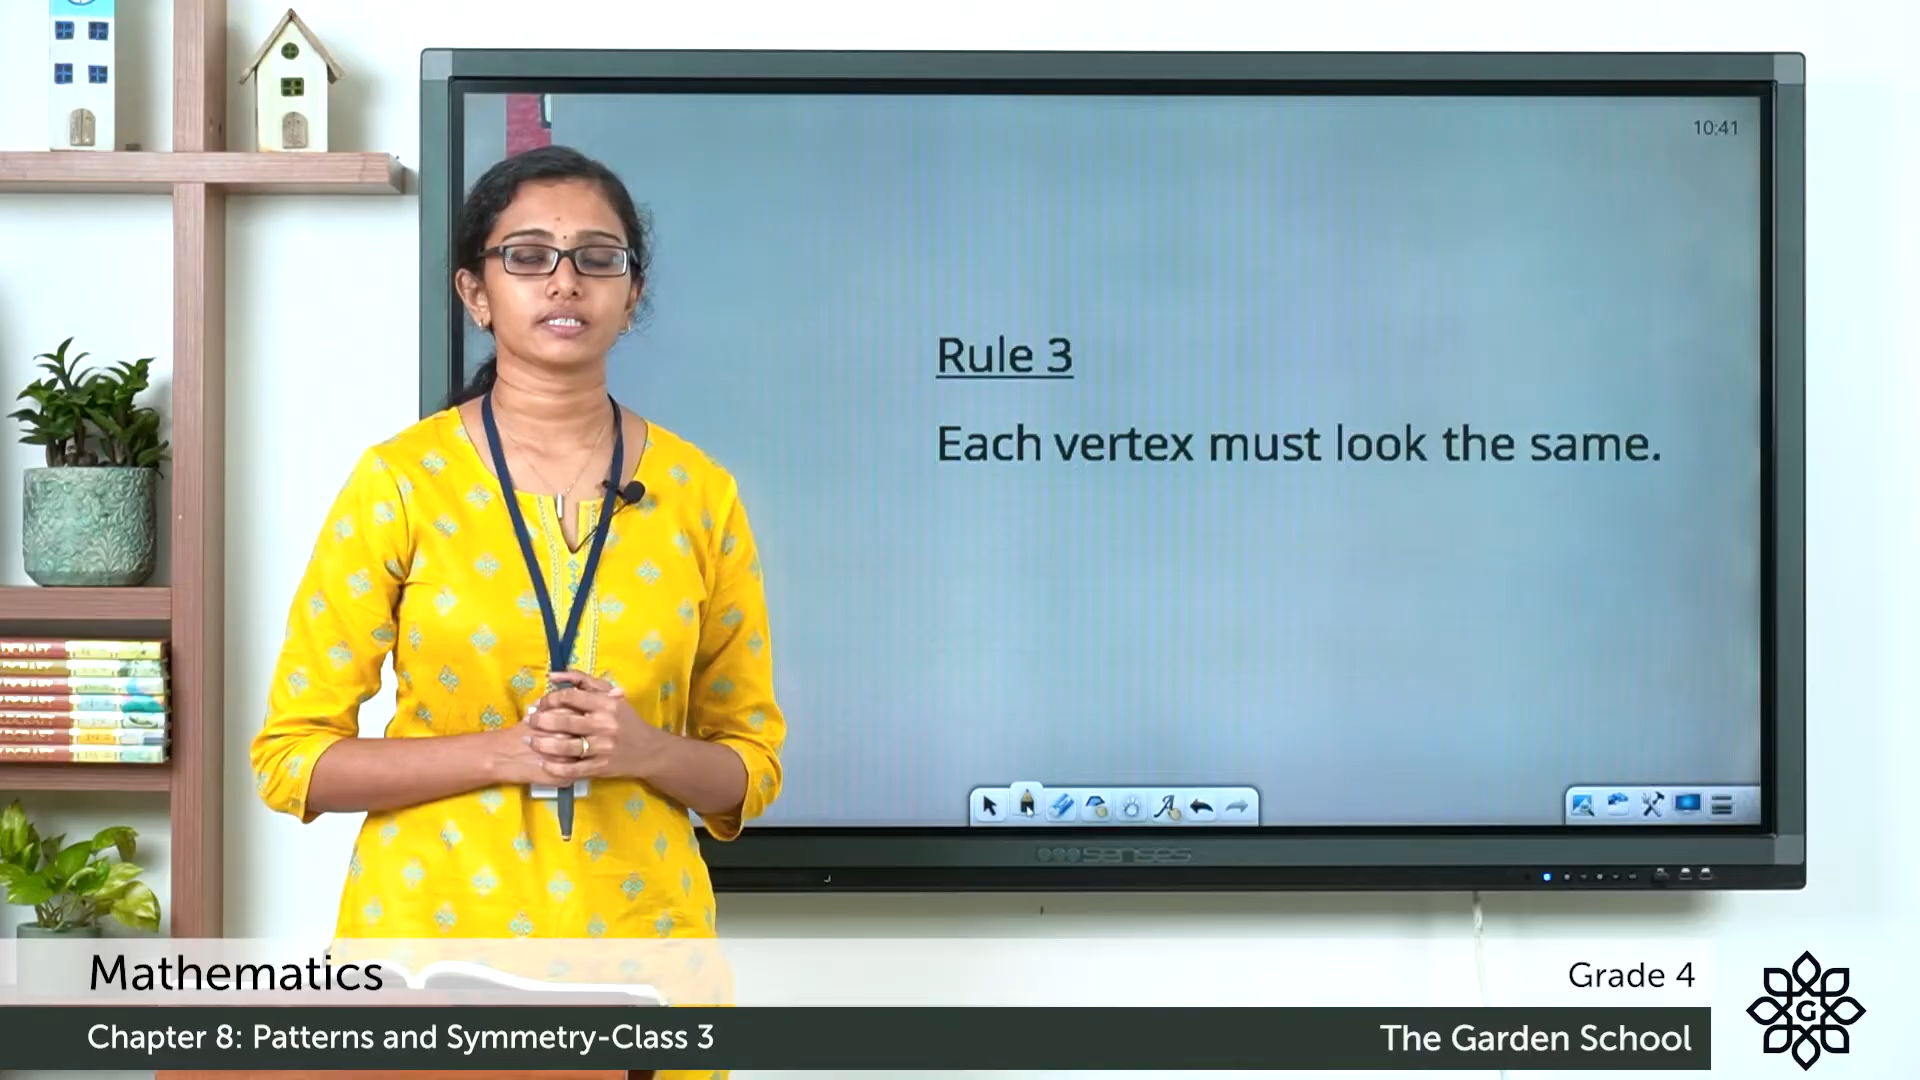 10:41
Rule 3
Each vertex must look the same.
senses
Mathematics
Grade 4
Chapter 8: Patterns and Symmetry-Class 3
The Garden School
G